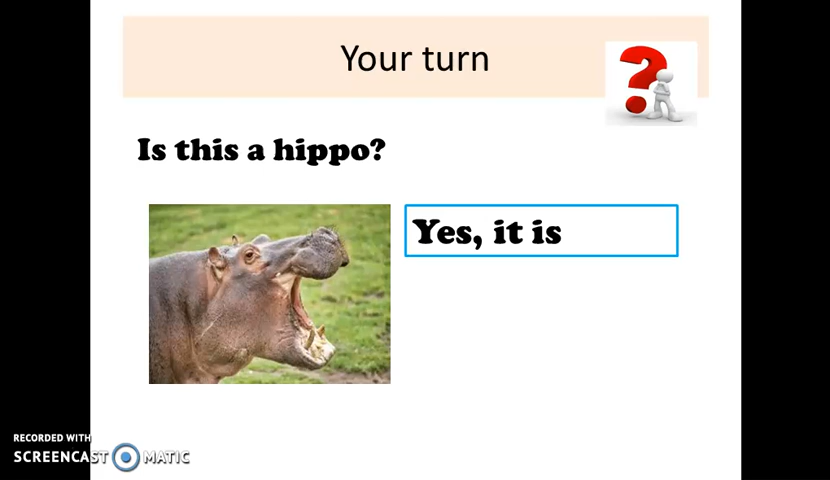 Your turn
Is this a hippo?
Yes, it is
RECORDED WITH
SCREENCAST MATIC